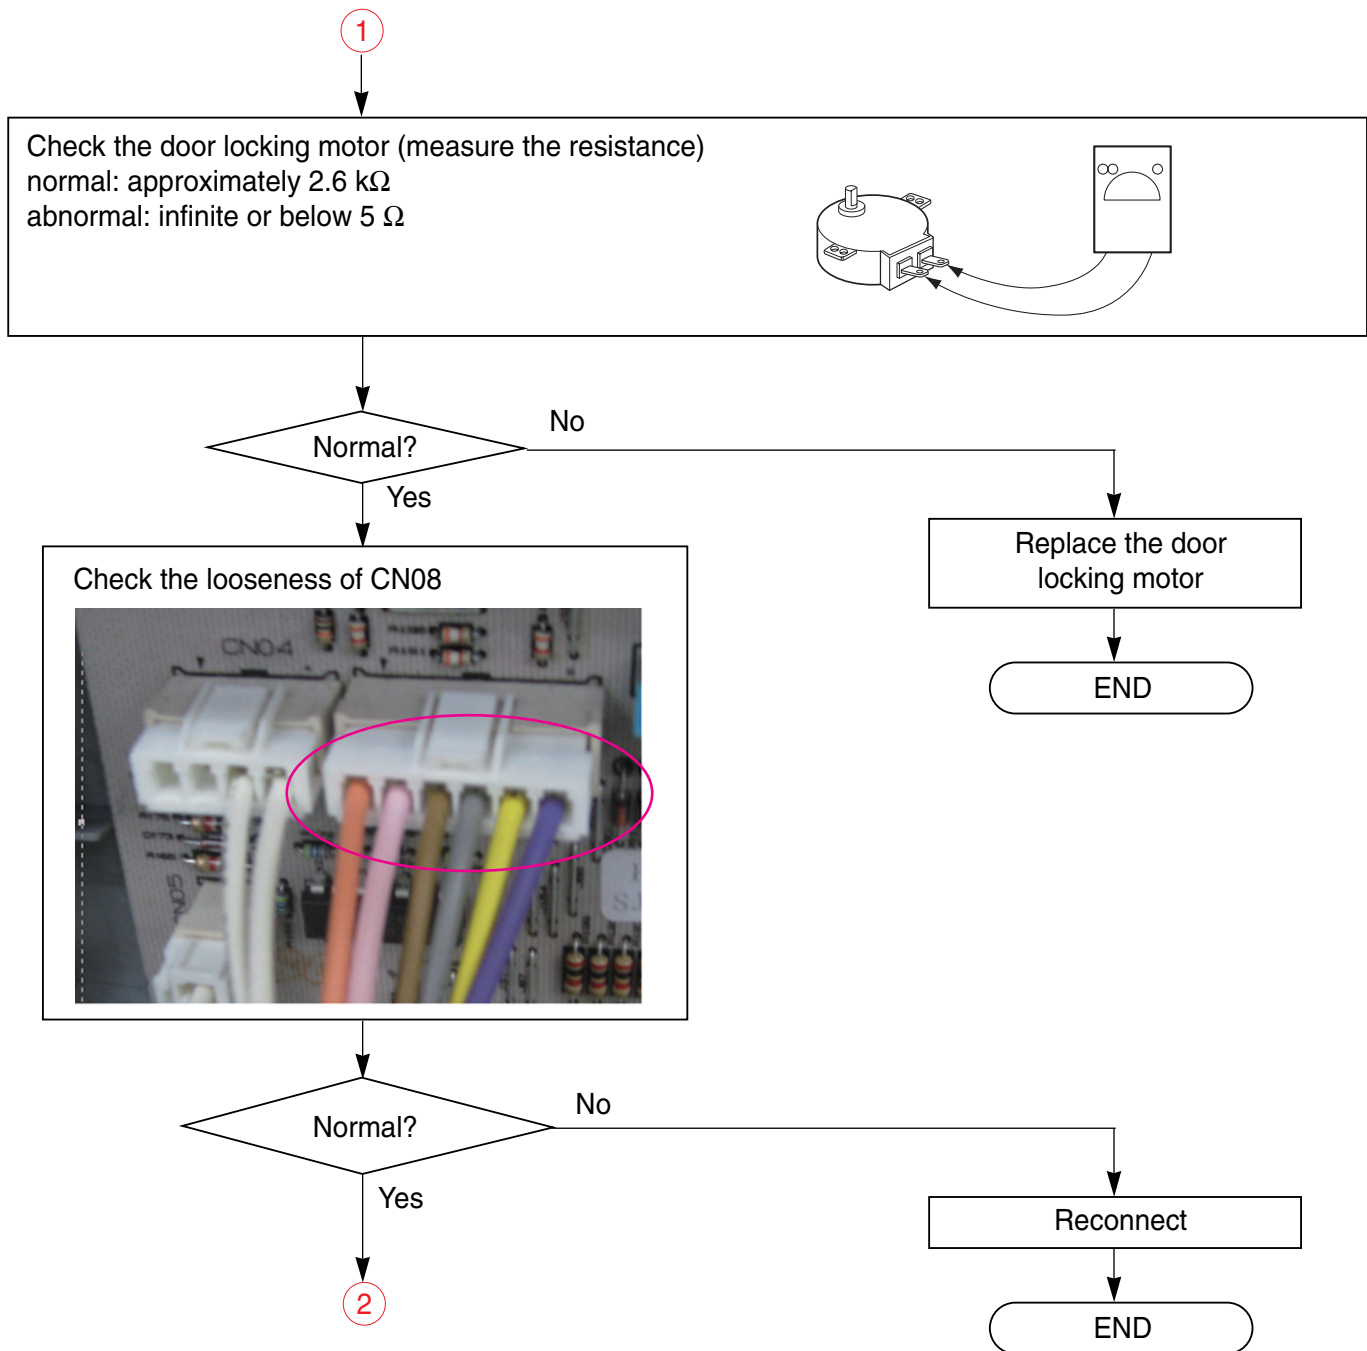 1
Check the door locking motor (measure the resistance)
normal: approximately 2.6 kΩ
abnormal: infinite or below 5 Ω
Normal?
No
Yes
Replace the door
locking motor
END
Check the looseness of CN08
CN04
Normal?
No
Yes
Reconnect
END
2